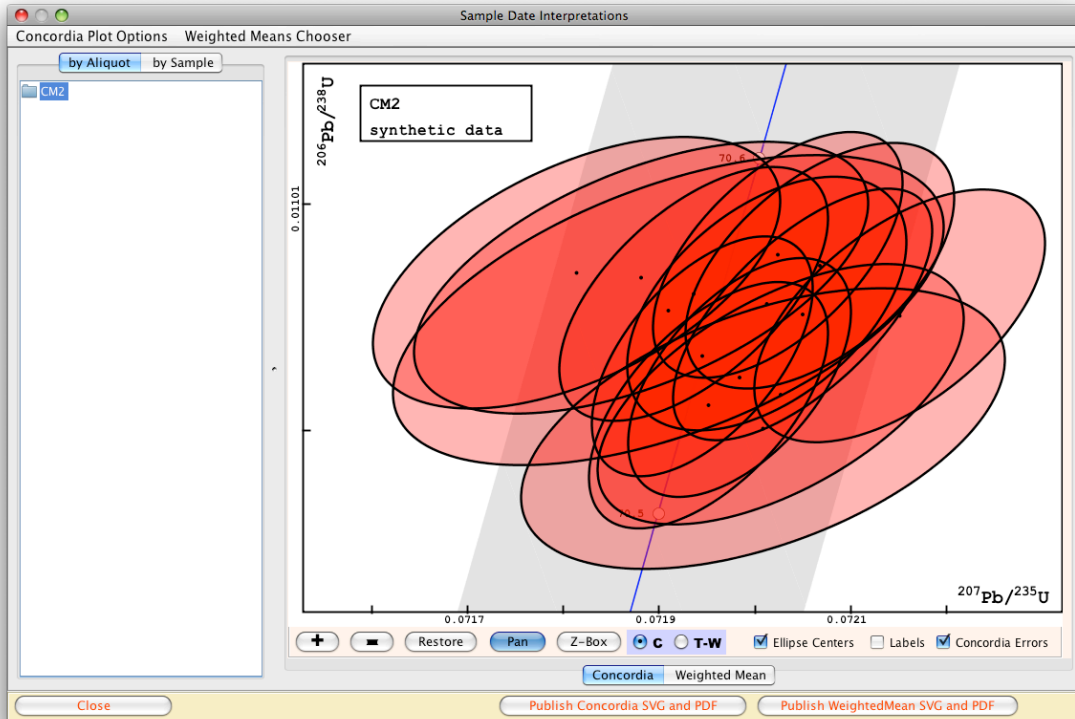 Sample Date Interpretations
Concordia Plot Options Weighted Means Chooser
by Aliquot by Sample
CM2
206Pb/238U
CM2
synthetic data
70.6
0.01101
70.5
207Pb/235U
0.0717 0.0719 0.0721
+ - Restore Pan Z-Box C T-W Ellipse Centers Labels Concordia Errors
Concordia Weighted Mean
Close Publish Concordia SVG and PDF Publish WeightedMean SVG and PDF